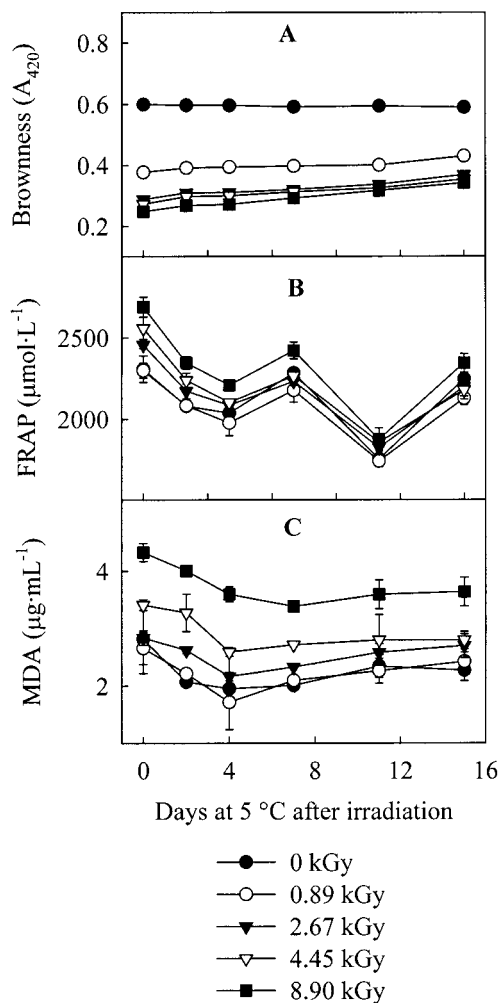 A
Brownness (A420)
0.8
0.6
0.4
0.2
B
FRAP (µmol·L-1)
2500
2000
C
MDA (µg·mL-1)
4
2
0 4 8 12 16
Days at 5 °C after irradiation
0 kGy
0.89 kGy
2.67 kGy
4.45 kGy
8.90 kGy